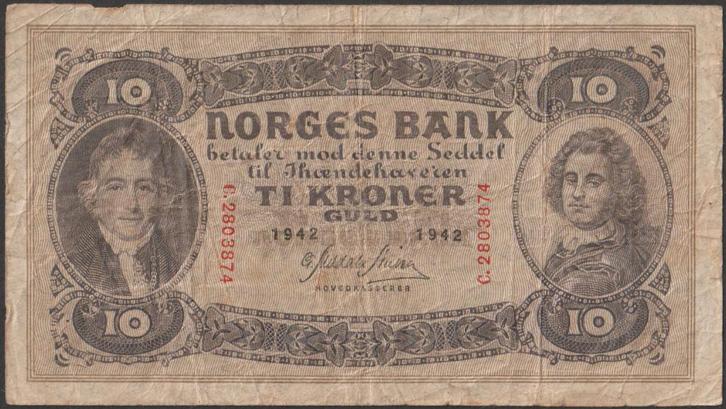 10 10
NORGES BANK
betaler mod denne Seddel
til Ihændehaveren
TI KRONER
GULD
1942 1942
C.2803874 C.2803874
HOVEDKASSERER
10 10